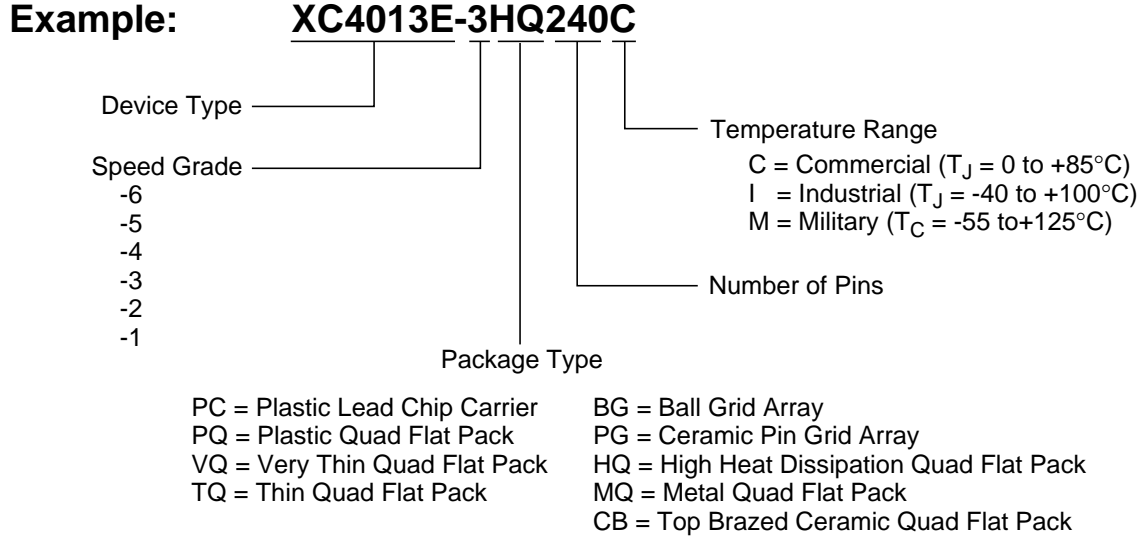 Example: XC4013E-3HQ240C
Device Type
Speed Grade
-6
-5
-4
-3
-2
-1
Temperature Range
C = Commercial (TJ = 0 to +85°C)
I = Industrial (TJ = -40 to +100°C)
M = Military (TC = -55 to+125°C)
Number of Pins
Package Type
PC = Plastic Lead Chip Carrier
PQ = Plastic Quad Flat Pack
VQ = Very Thin Quad Flat Pack
TQ = Thin Quad Flat Pack
BG = Ball Grid Array
PG = Ceramic Pin Grid Array
HQ = High Heat Dissipation Quad Flat Pack
MQ = Metal Quad Flat Pack
CB = Top Brazed Ceramic Quad Flat Pack